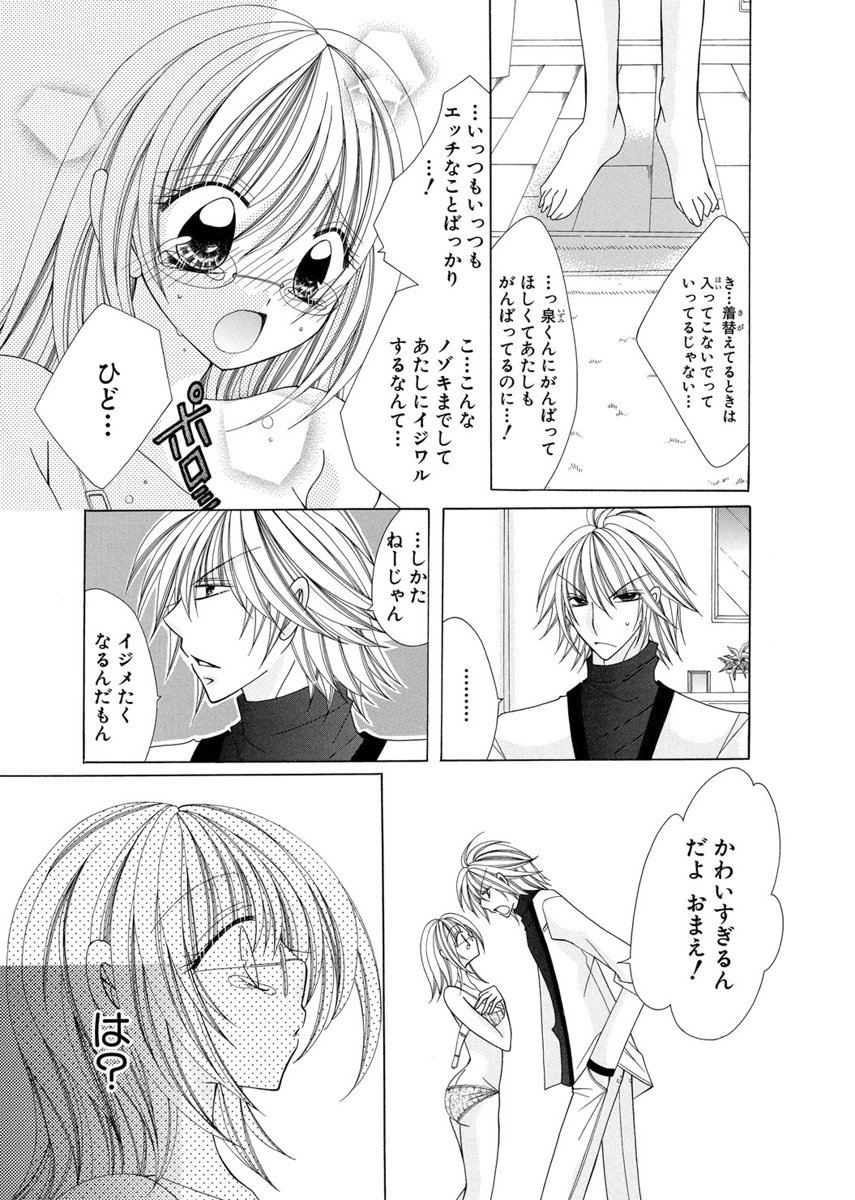 き…着替えてるときは
入ってこないでって
いってるじゃない…
…っ泉くんにがんばって
ほしくてあたしも
がんばってるのに…！
…いっつもいっつも
エッチなことばっかり
…！
こ…こんな
ノゾキまでして
あたしにイジワル
するなんて…
ひど…
ポロ…
………
…しかた
ねーじゃん
イジメたく
なるんだもん
かわいすぎるん
だよ おまえ！
は？